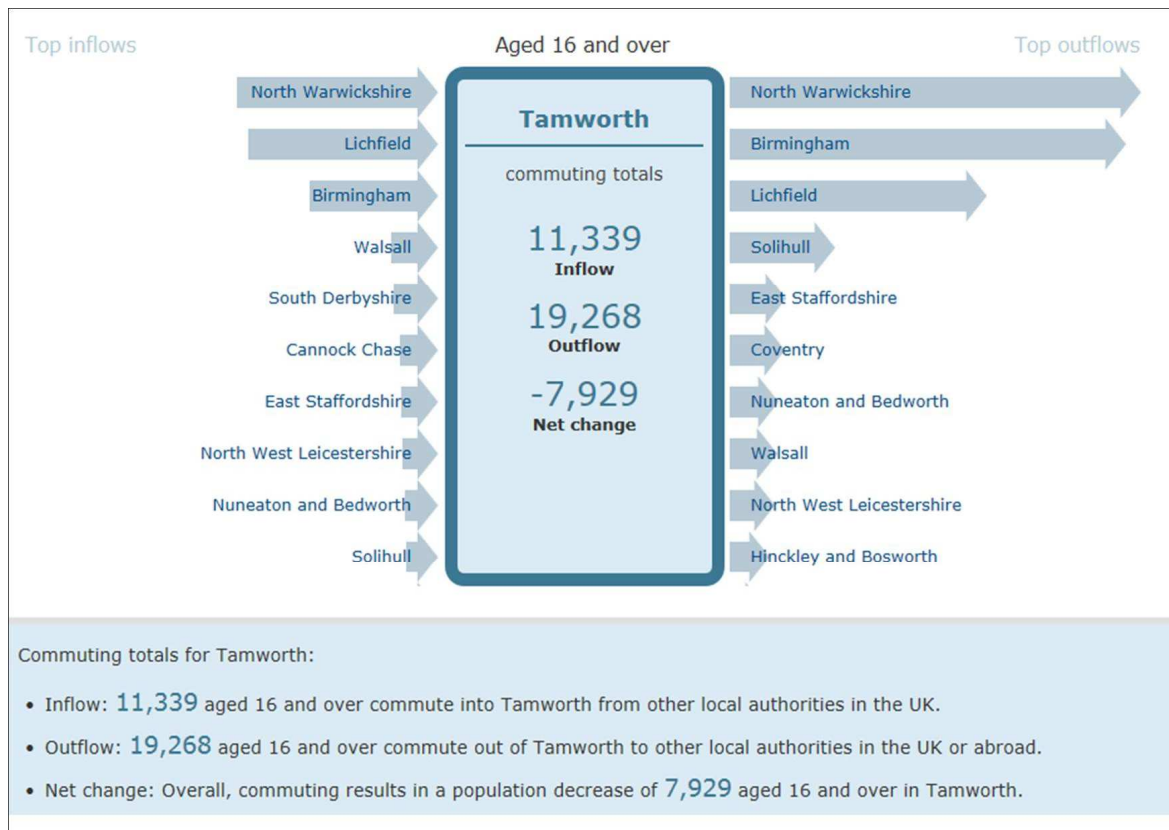 Top inflows
Aged 16 and over
Top outflows
North Warwickshire
Lichfield
Birmingham
Walsall
South Derbyshire
Cannock Chase
East Staffordshire
North West Leicestershire
Nuneaton and Bedworth
Solihull
Tamworth
commuting totals
11,339
Inflow
19,268
Outflow
-7,929
Net change
North Warwickshire
Birmingham
Lichfield
Solihull
East Staffordshire
Coventry
Nuneaton and Bedworth
Walsall
North West Leicestershire
Hinckley and Bosworth
Commuting totals for Tamworth:
• Inflow: 11,339 aged 16 and over commute into Tamworth from other local authorities in the UK.
• Outflow: 19,268 aged 16 and over commute out of Tamworth to other local authorities in the UK or abroad.
• Net change: Overall, commuting results in a population decrease of 7,929 aged 16 and over in Tamworth.